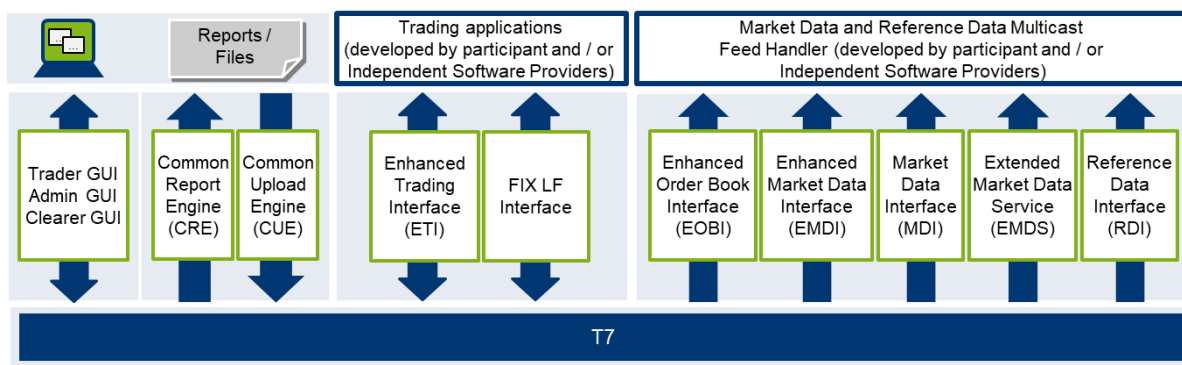 Reports /
Files
Trading applications
(developed by participant and / or
Independent Software Providers)
Market Data and Reference Data Multicast
Feed Handler (developed by participant and / or
Independent Software Providers)
Trader GUI
Admin GUI
Clearer GUI
Common
Report
Engine
(CRE)
Common
Upload
Engine
(CUE)
Enhanced
Trading
Interface
(ETI)
FIX LF
Interface
Enhanced
Order Book
Interface
(EOBI)
Enhanced
Market Data
Interface
(EMDI)
Market
Data
Interface
(MDI)
Extended
Market Data
Service
(EMDS)
Reference
Data
Interface
(RDI)
T7